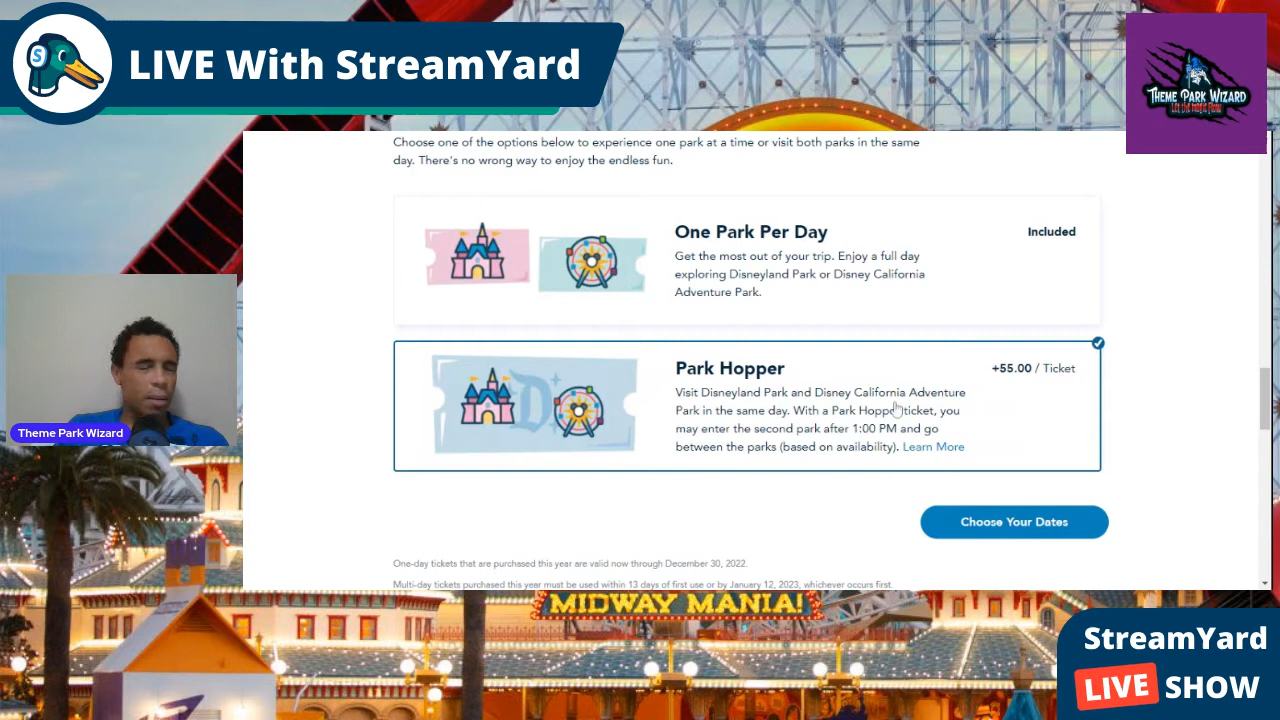 LIVE With StreamYard
S
THEME PARK WIZARD
Choose one of the options below to experience one park at a time or visit both parks in the same
day. There's no wrong way to enjoy the endless fun.
One Park Per Day
Included
Get the most out of your trip. Enjoy a full day
exploring Disneyland Park or Disney California
Adventure Park.
Park Hopper
+55.00 / Ticket
Visit Disneyland Park and Disney California Adventure
Park in the same day. With a Park Hopper ticket, you
may enter the second park after 1:00 PM and go
between the parks (based on availability). Learn More
D
Theme Park Wizard
Choose Your Dates
One-day tickets that are purchased this year are valid now through December 30, 2022.
Multi-day tickets purchased this year must be used within 13 days of first use or by January 12, 2023, whichever occurs first.
MIDWAY MANIA!
StreamYard
LIVE SHOW